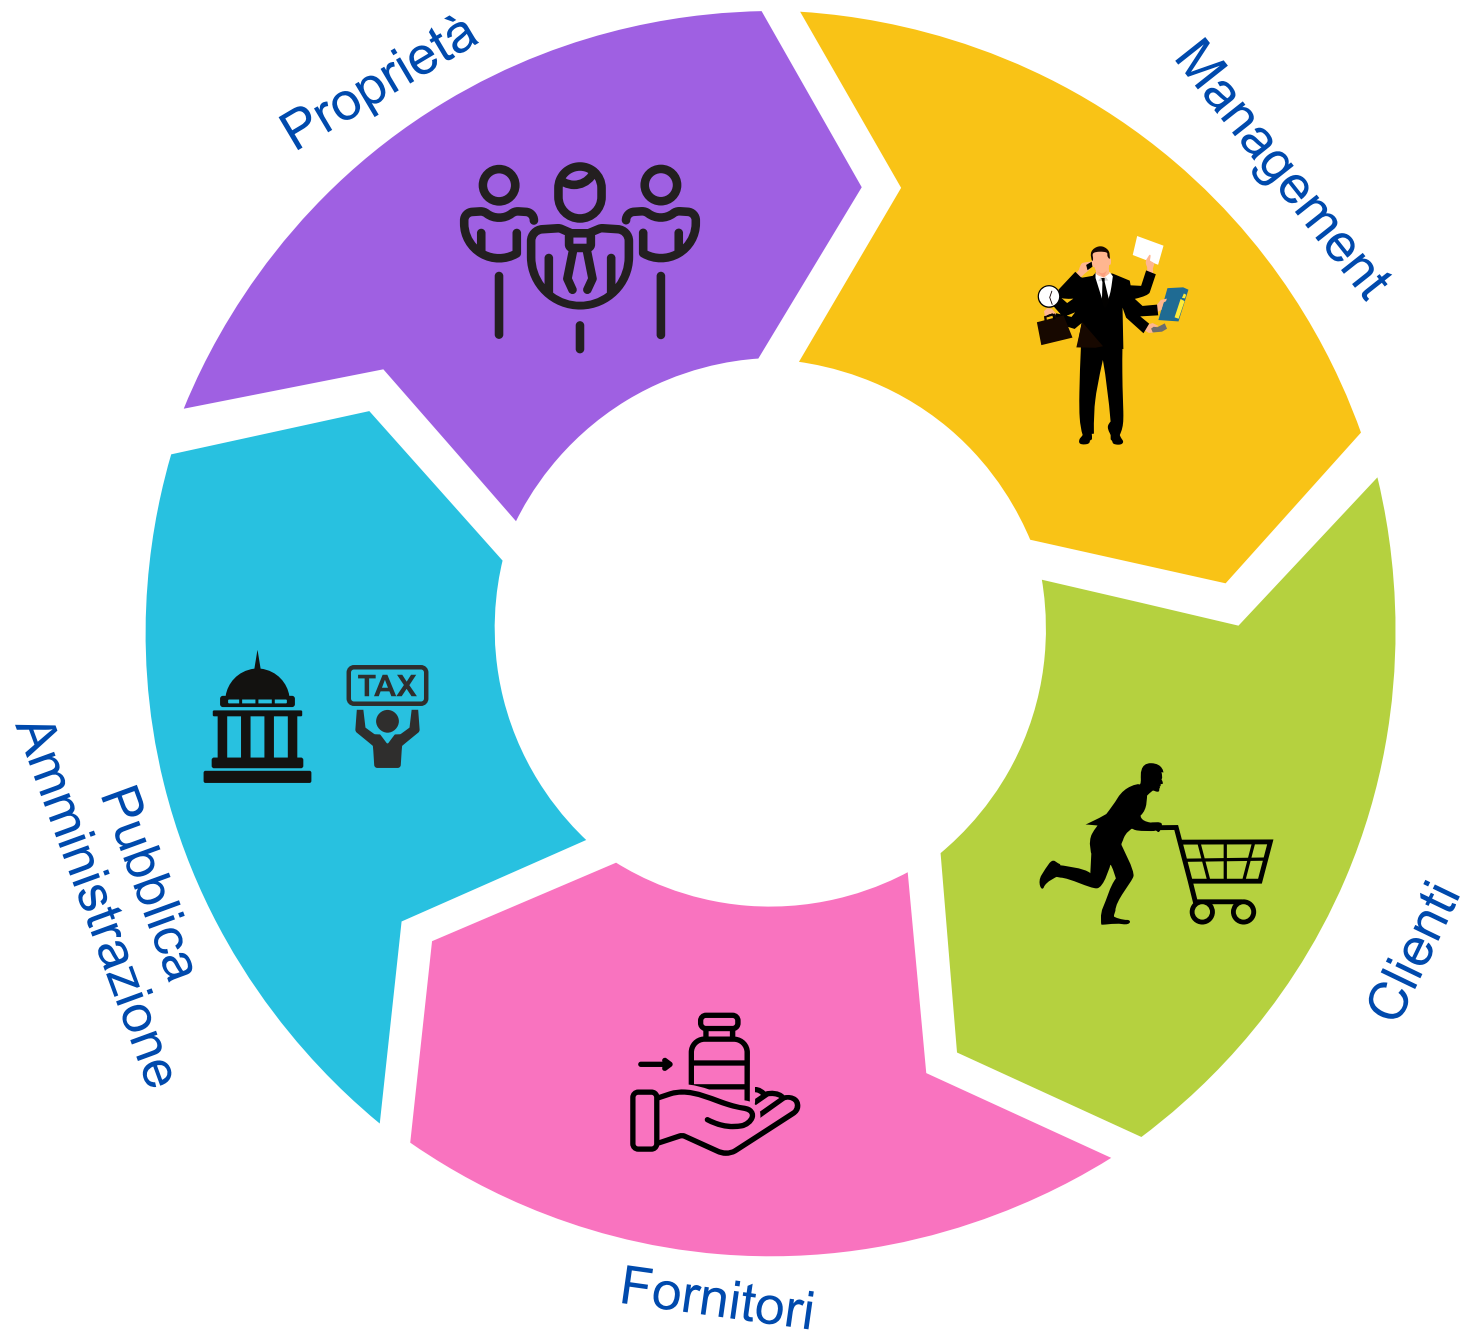 Proprietà
Management
TAX
Pubblica
Amministrazione
Clienti
Fornitori